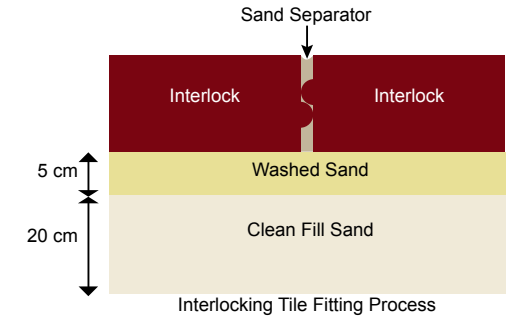 Sand Separator
Interlock
Interlock
5 cm
Washed Sand
20 cm
Clean Fill Sand
Interlocking Tile Fitting Process